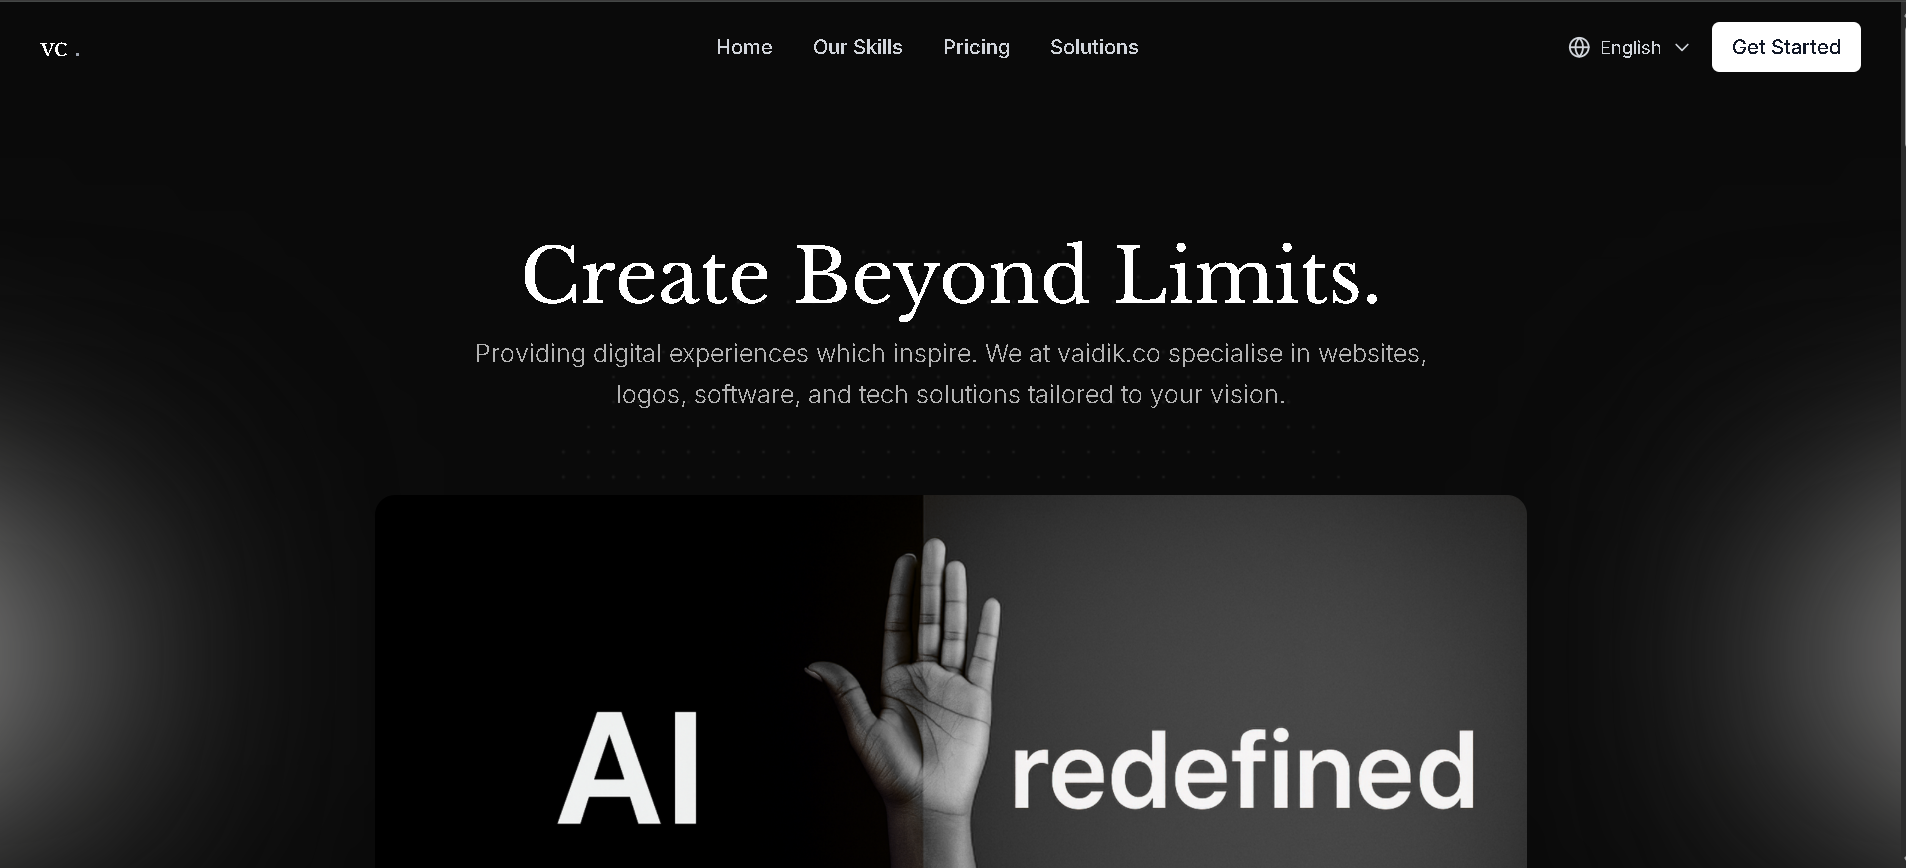 VC .
Home
Our Skills
Pricing
Solutions
English
Get Started
Create Beyond Limits.
Providing digital experiences which inspire. We at vaidik.co specialise in websites,
logos, software, and tech solutions tailored to your vision.
AI
redefined